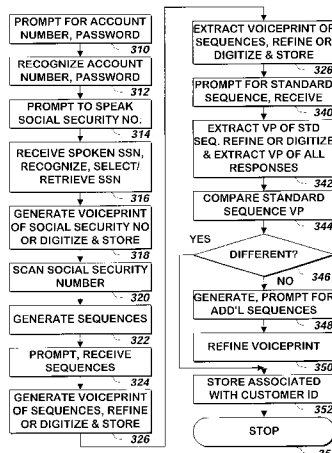 PROMPT FOR ACCOUNT
NUMBER, PASSWORD
310
RECOGNIZE ACCOUNT
NUMBER, PASSWORD
312
PROMPT TO SPEAK
SOCIAL SECURITY NO.
314
RECEIVE SPOKEN SSN,
RECOGNIZE, SELECT/
RETRIEVE SSN
316
GENERATE VOICEPRINT
OF SOCIAL SECURITY NO
OR DIGITIZE & STORE
318
SCAN SOCIAL SECURITY
NUMBER
320
GENERATE SEQUENCES
322
PROMPT, RECEIVE
SEQUENCES
324
GENERATE VOICEPRINT
OF SEQUENCES, REFINE
OR DIGITIZE & STORE
326
EXTRACT VOICEPRINT OF
SEQUENCES, REFINE OR
DIGITIZE & STORE
326
PROMPT FOR STANDARD
SEQUENCE, RECEIVE
340
EXTRACT VP OF STD
SEQ. REFINE OR DIGITIZE
& EXTRACT VP OF ALL
RESPONSES
342
COMPARE STANDARD
SEQUENCE VP
344
YES
DIFFERENT?
346
NO
GENERATE, PROMPT FOR
ADD'L SEQUENCES
348
REFINE VOICEPRINT
350
STORE ASSOCIATED
WITH CUSTOMER ID
352
STOP